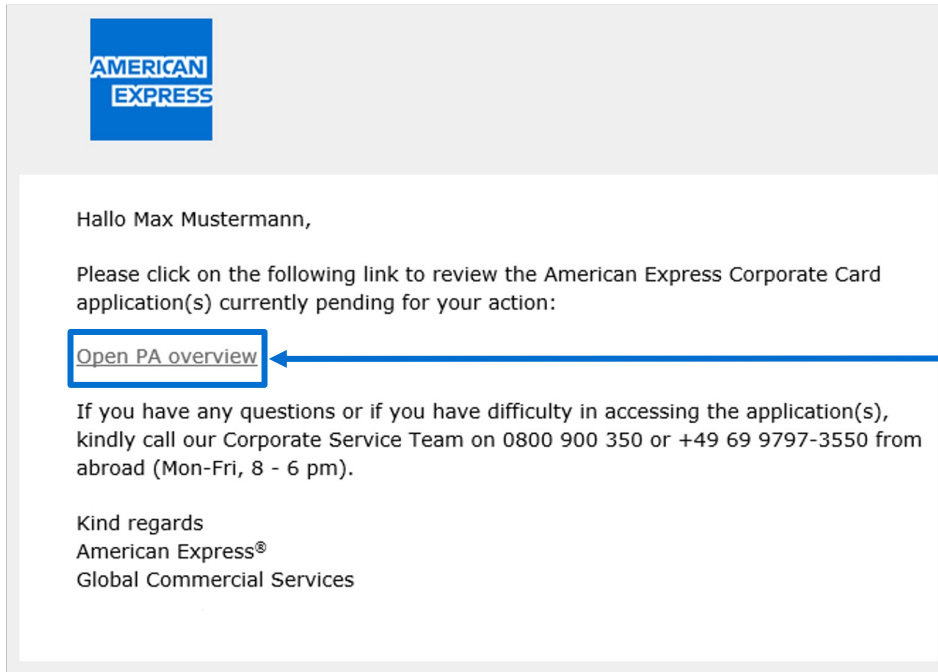 AMERICAN
EXPRESS
Hallo Max Mustermann,
Please click on the following link to review the American Express Corporate Card
application(s) currently pending for your action:
Open PA overview
If you have any questions or if you have difficulty in accessing the application(s),
kindly call our Corporate Service Team on 0800 900 350 or +49 69 9797-3550 from
abroad (Mon-Fri, 8 - 6 pm).
Kind regards
American Express®
Global Commercial Services